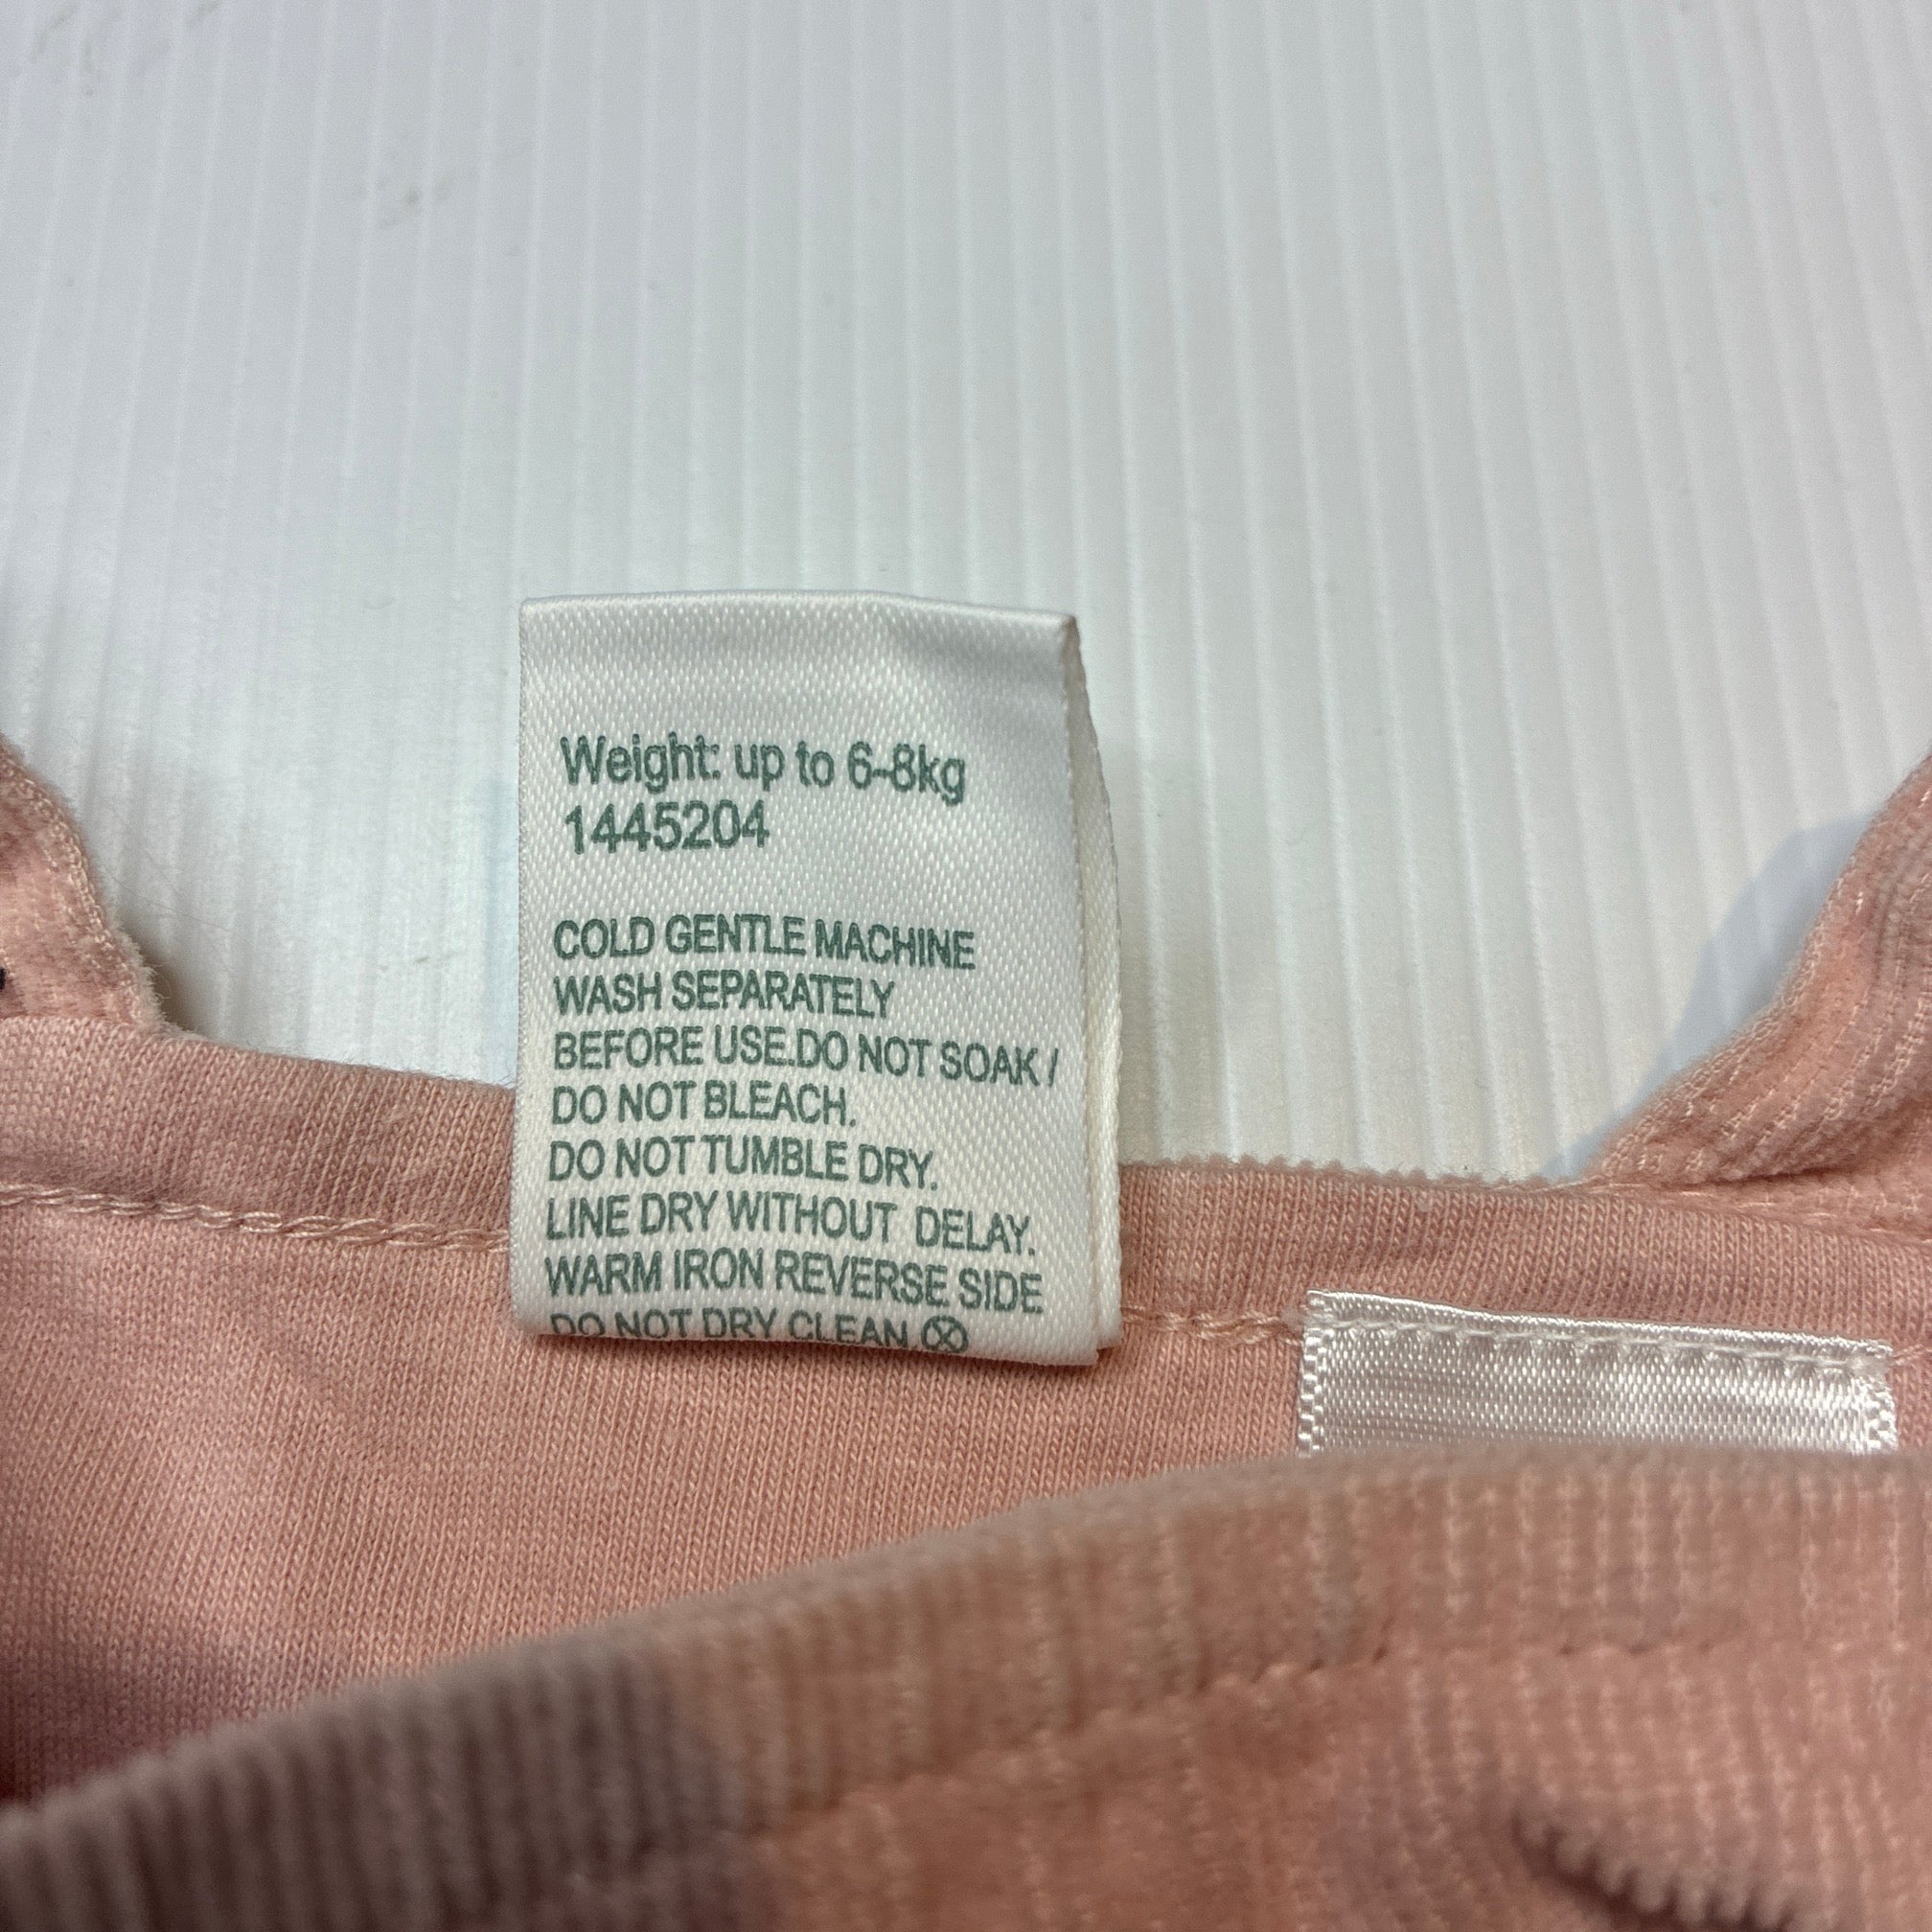 Weight: up to 6-8kg
1445204
COLD GENTLE MACHINE
WASH SEPARATELY
BEFORE USE.DO NOT SOAK /
DO NOT BLEACH.
DO NOT TUMBLE DRY.
LINE DRY WITHOUT DELAY.
WARM IRON REVERSE SIDE
DO NOT DRY CLEAN